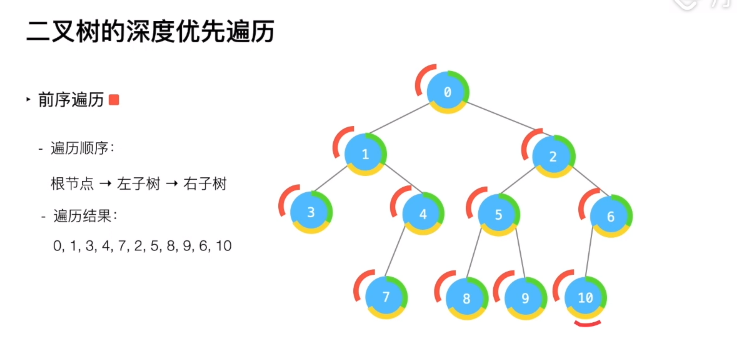 二叉树的深度优先遍历
‣ 前序遍历
- 遍历顺序：
根节点 → 左子树 → 右子树
- 遍历结果：
0, 1, 3, 4, 7, 2, 5, 8, 9, 6, 10
0
1
2
3
4
5
6
7
8
9
10